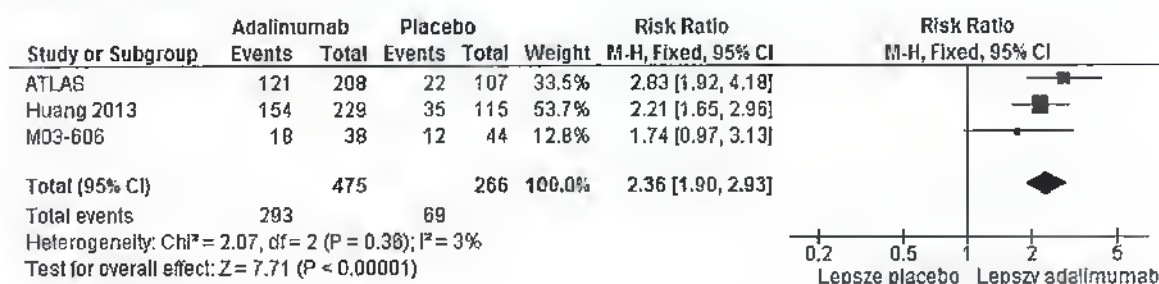 Adalimumab Placebo Risk Ratio Risk Ratio
Study or Subgroup Events Total Events Total Weight M-H, Fixed, 95% CI M-H, Fixed, 95% CI
ATLAS 121 208 22 107 33.5% 2.83 [1.92, 4.18]
Huang 2013 154 229 35 115 53.7% 2.21 [1.65, 2.96]
M03-606 18 38 12 44 12.8% 1.74 [0.97, 3.13]
Total (95% CI) 475 266 100.0% 2.36 [1.90, 2.93]
Total events 293 69
Heterogeneity: Chi² = 2.07, df = 2 (P = 0.36); I² = 3%
Test for overall effect: Z = 7.71 (P < 0.00001)
0.2 0.5 1 2 5
Lepsze placebo Lepszy adalimumab